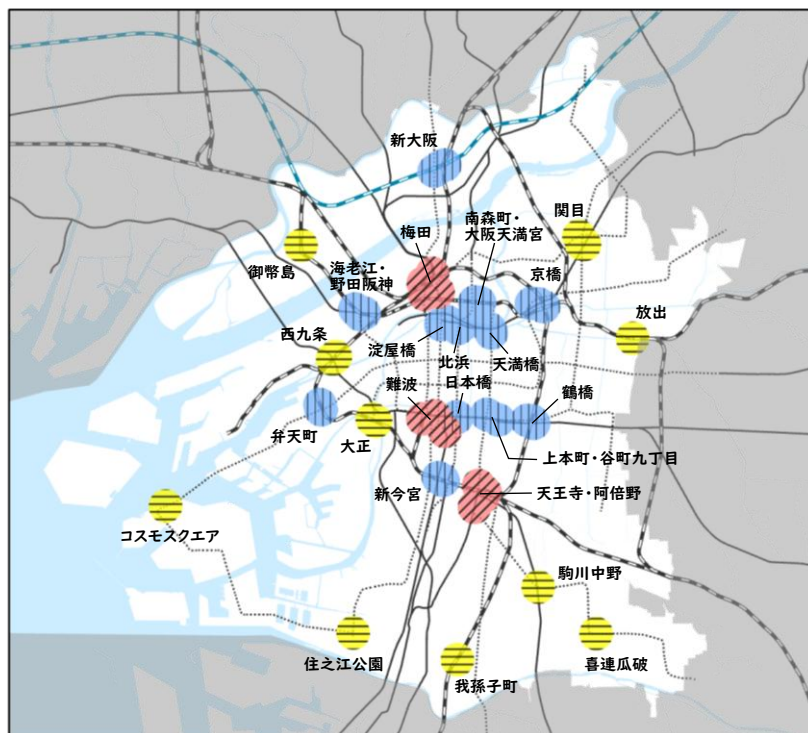 新大阪
南森町・
大阪天満宮
関目
梅田
御幣島
海老江・
野田阪神
京橋
放出
西九条
淀屋橋
北浜
天満橋
難波
日本橋
鶴橋
弁天町
大正
上本町・谷町九丁目
新今宮
天王寺・阿倍野
コスモスクエア
駒川中野
住之江公園
我孫子町
喜連瓜破